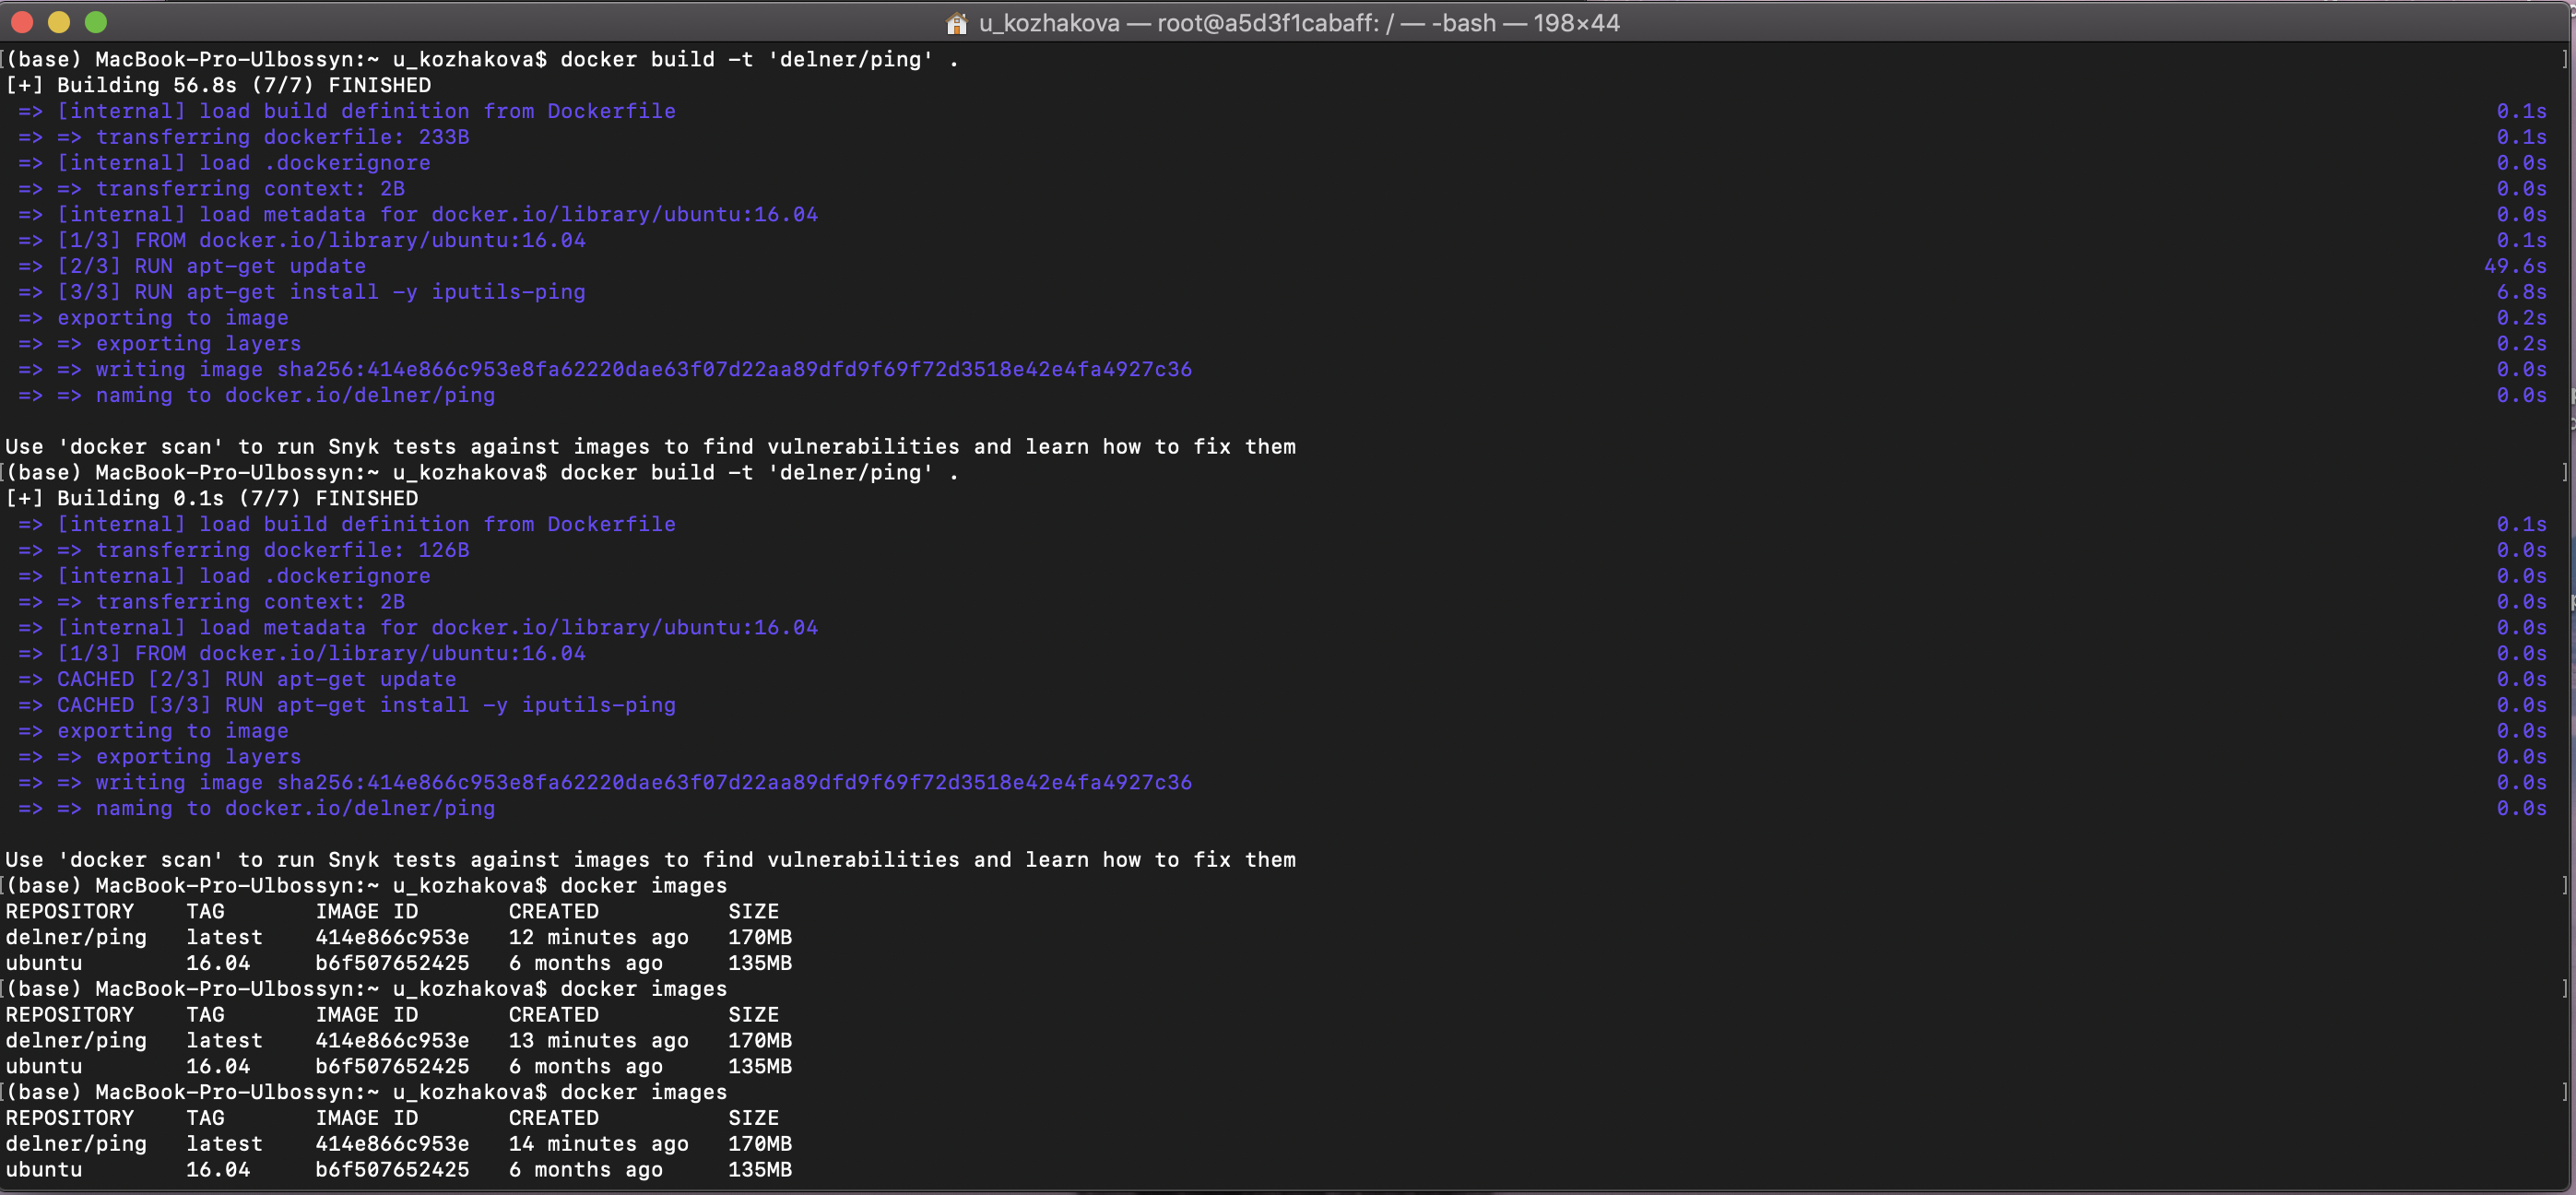 u_kozhakova — root@a5d3f1cabaff: / — -bash — 198×44
[(base) MacBook-Pro-Ulbossyn:~ u_kozhakova$ docker build -t 'delner/ping' . ]
[+] Building 56.8s (7/7) FINISHED
=> [internal] load build definition from Dockerfile 0.1s
=> => transferring dockerfile: 233B 0.1s
=> [internal] load .dockerignore 0.0s
=> => transferring context: 2B 0.0s
=> [internal] load metadata for docker.io/library/ubuntu:16.04 0.0s
=> [1/3] FROM docker.io/library/ubuntu:16.04 0.1s
=> [2/3] RUN apt-get update 49.6s
=> [3/3] RUN apt-get install -y iputils-ping 6.8s
=> exporting to image 0.2s
=> => exporting layers 0.2s
=> => writing image sha256:414e866c953e8fa62220dae63f07d22aa89dfd9f69f72d3518e42e4fa4927c36 0.0s
=> => naming to docker.io/delner/ping 0.0s
Use 'docker scan' to run Snyk tests against images to find vulnerabilities and learn how to fix them
[(base) MacBook-Pro-Ulbossyn:~ u_kozhakova$ docker build -t 'delner/ping' . ]
[+] Building 0.1s (7/7) FINISHED
=> [internal] load build definition from Dockerfile 0.1s
=> => transferring dockerfile: 126B 0.0s
=> [internal] load .dockerignore 0.0s
=> => transferring context: 2B 0.0s
=> [internal] load metadata for docker.io/library/ubuntu:16.04 0.0s
=> [1/3] FROM docker.io/library/ubuntu:16.04 0.0s
=> CACHED [2/3] RUN apt-get update 0.0s
=> CACHED [3/3] RUN apt-get install -y iputils-ping 0.0s
=> exporting to image 0.0s
=> => exporting layers 0.0s
=> => writing image sha256:414e866c953e8fa62220dae63f07d22aa89dfd9f69f72d3518e42e4fa4927c36 0.0s
=> => naming to docker.io/delner/ping 0.0s
Use 'docker scan' to run Snyk tests against images to find vulnerabilities and learn how to fix them
[(base) MacBook-Pro-Ulbossyn:~ u_kozhakova$ docker images ]
REPOSITORY TAG IMAGE ID CREATED SIZE
delner/ping latest 414e866c953e 12 minutes ago 170MB
ubuntu 16.04 b6f507652425 6 months ago 135MB
[(base) MacBook-Pro-Ulbossyn:~ u_kozhakova$ docker images ]
REPOSITORY TAG IMAGE ID CREATED SIZE
delner/ping latest 414e866c953e 13 minutes ago 170MB
ubuntu 16.04 b6f507652425 6 months ago 135MB
[(base) MacBook-Pro-Ulbossyn:~ u_kozhakova$ docker images ]
REPOSITORY TAG IMAGE ID CREATED SIZE
delner/ping latest 414e866c953e 14 minutes ago 170MB
ubuntu 16.04 b6f507652425 6 months ago 135MB